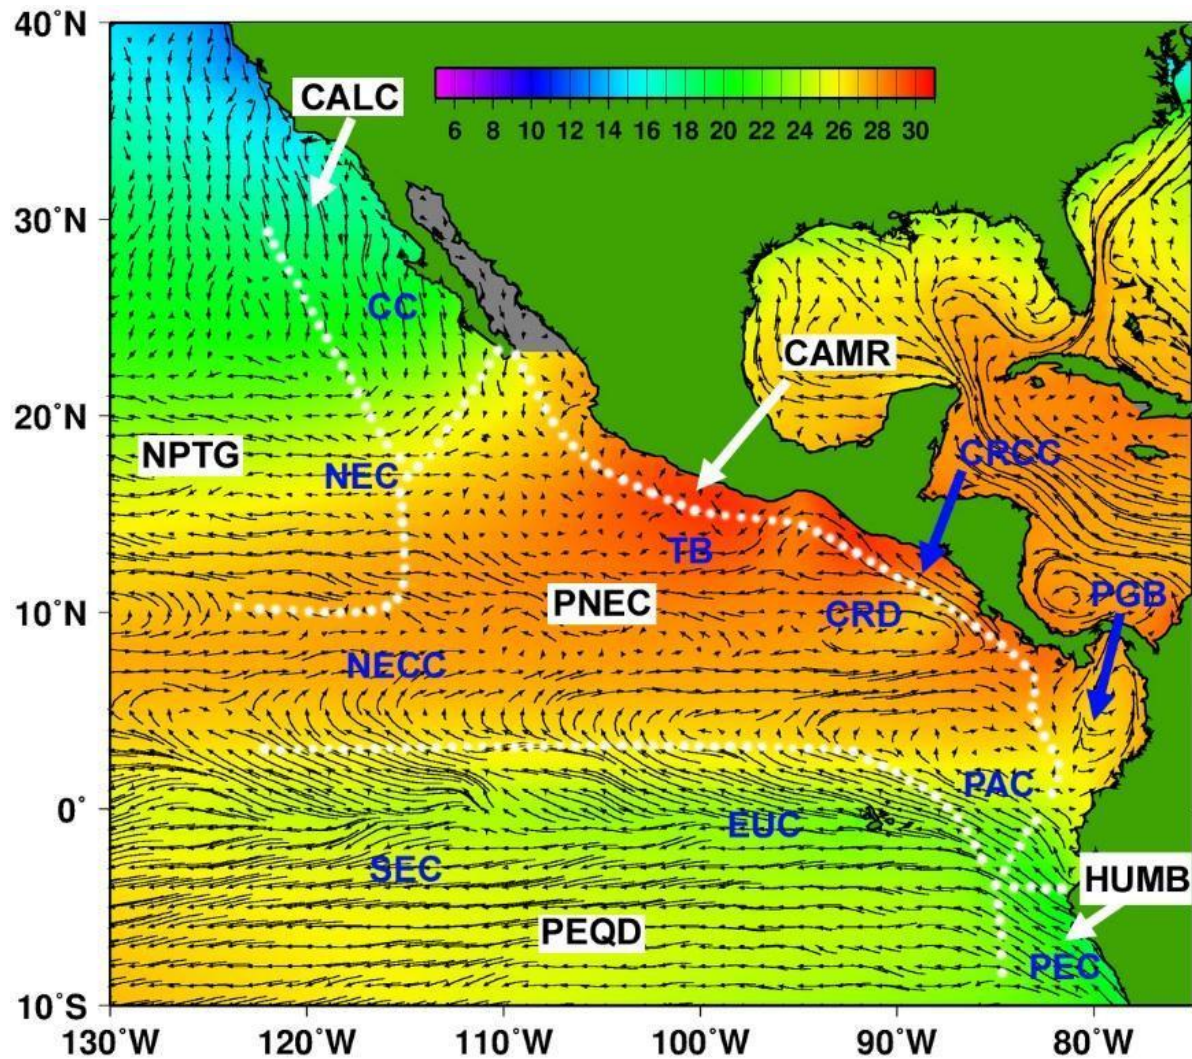 40°N
CALC
6 8 10 12 14 16 18 20 22 24 26 28 30
30°N
CC
CAMR
20°N
NPTG
NEC
CRCC
TB
PNEC
CRD
PGB
10°N
NECC
PAC
0°
EUC
SEC
HUMB
PEQD
PEC
10°S
130°W 120°W 110°W 100°W 90°W 80°W